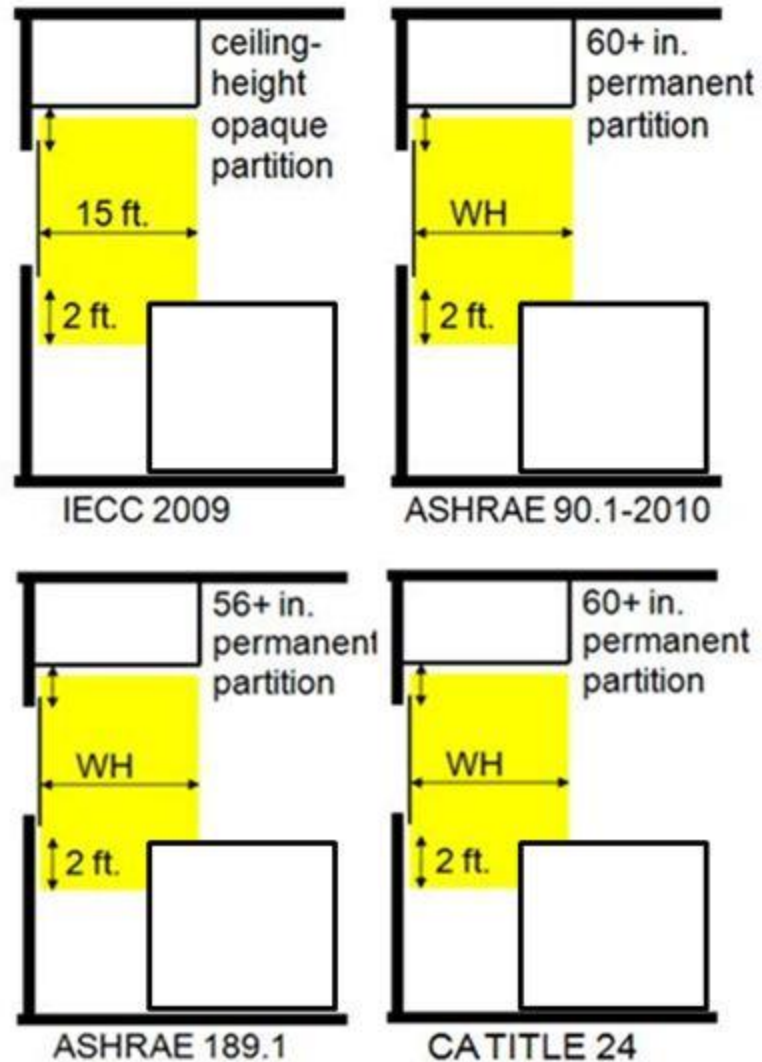 ceiling-
height
opaque
partition
15 ft.
2 ft.
IECC 2009
60+ in.
permanent
partition
WH
2 ft.
ASHRAE 90.1-2010
56+ in.
permanent
partition
WH
2 ft.
ASHRAE 189.1
60+ in.
permanent
partition
WH
2 ft.
CA TITLE 24